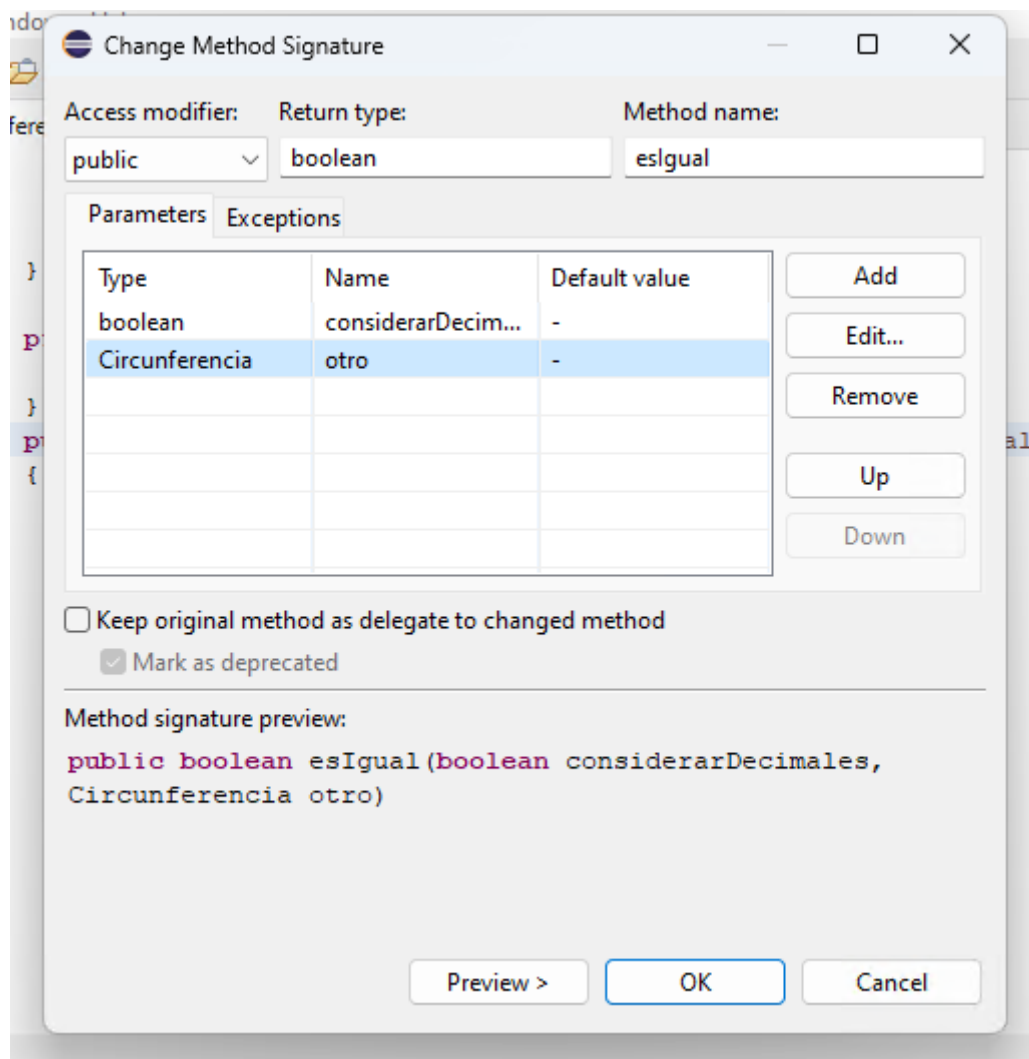 Change Method Signature
fere
Access modifier: Return type: Method name:
public boolean esIgual
Parameters Exceptions
Type Name Default value
boolean considerarDecim... -
Circunferencia otro -
Add
Edit...
Remove
Up
Down
}
p
}
p
{
al
Keep original method as delegate to changed method
Mark as deprecated
Method signature preview:
public boolean esIgual(boolean considerarDecimales,
Circunferencia otro)
Preview > OK Cancel